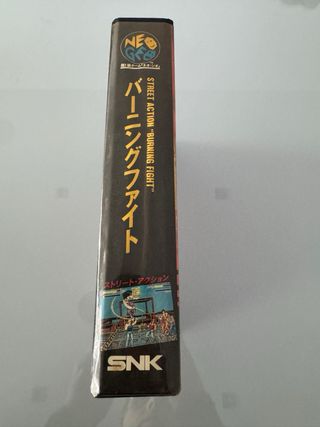 NEO
GEO
STREET ACTION "BURNING FIGHT"
バーニングファイト
ストリート・アクション
SNK